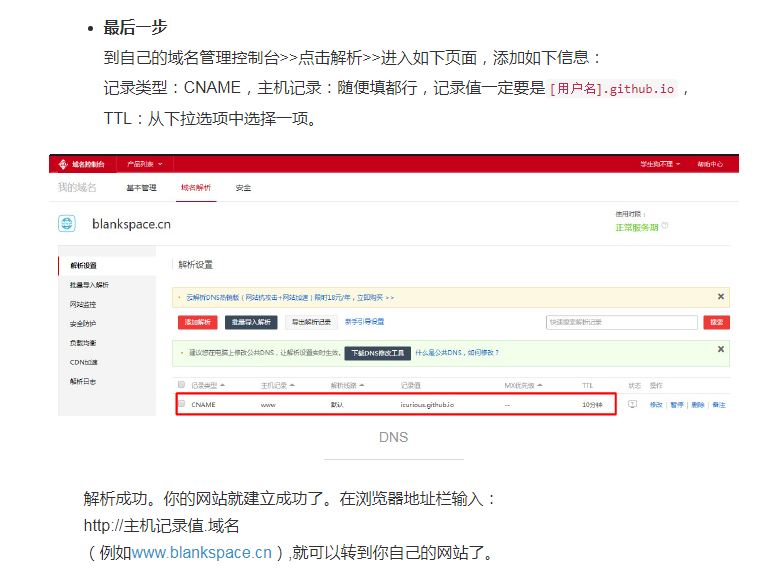 最后一步
到自己的域名管理控制台>>点击解析>>进入如下页面，添加如下信息：
记录类型：CNAME，主机记录：随便填都行，记录值一定要是[用户名].github.io，
TTL：从下拉选项中选择一项。
域名控制台 产品列表 帮助中心
我的域名 基本管理 域名解析 安全
使用时限：
blankspace.cn 正常服务期
解析设置 解析设置
批量导入解析
云解析DNS热销版（网站抗攻击+网站加速）限时18元/年，立即购买 >>
网站监控
添加解析 批量导入解析 导出解析记录 新手引导设置 快速搜索解析记录 搜索
安全防护
负载均衡
建议您在电脑上修改公共DNS，让解析设置实时生效。 下载DNS修改工具 什么是公共DNS，如何修改？
CDN加速
解析日志
记录类型 主机记录 解析线路 记录值 MX优先级 TTL 状态 操作
CNAME www 默认 icurious.github.io -- 10分钟 修改 | 暂停 | 删除 | 备注
DNS
解析成功。你的网站就建立成功了。在浏览器地址栏输入：
http://主机记录值.域名
（例如www.blankspace.cn）,就可以转到你自己的网站了。